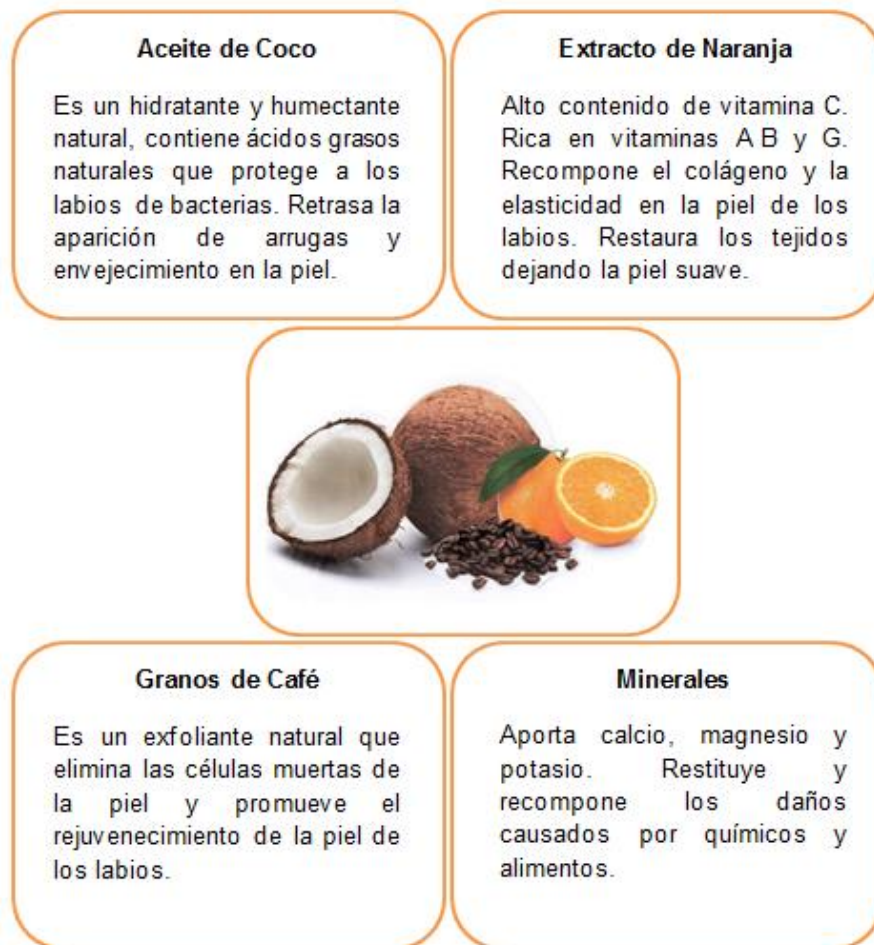 Aceite de Coco
Es un hidratante y humectante
natural, contiene ácidos grasos
naturales que protege a los
labios de bacterias. Retrasa la
aparición de arrugas y
envejecimiento en la piel.
Extracto de Naranja
Alto contenido de vitamina C.
Rica en vitaminas A B y G.
Recompone el colágeno y la
elasticidad en la piel de los
labios. Restaura los tejidos
dejando la piel suave.
Granos de Café
Es un exfoliante natural que
elimina las células muertas de
la piel y promueve el
rejuvenecimiento de la piel de
los labios.
Minerales
Aporta calcio, magnesio y
potasio. Restituye y
recompone los daños
causados por químicos y
alimentos.